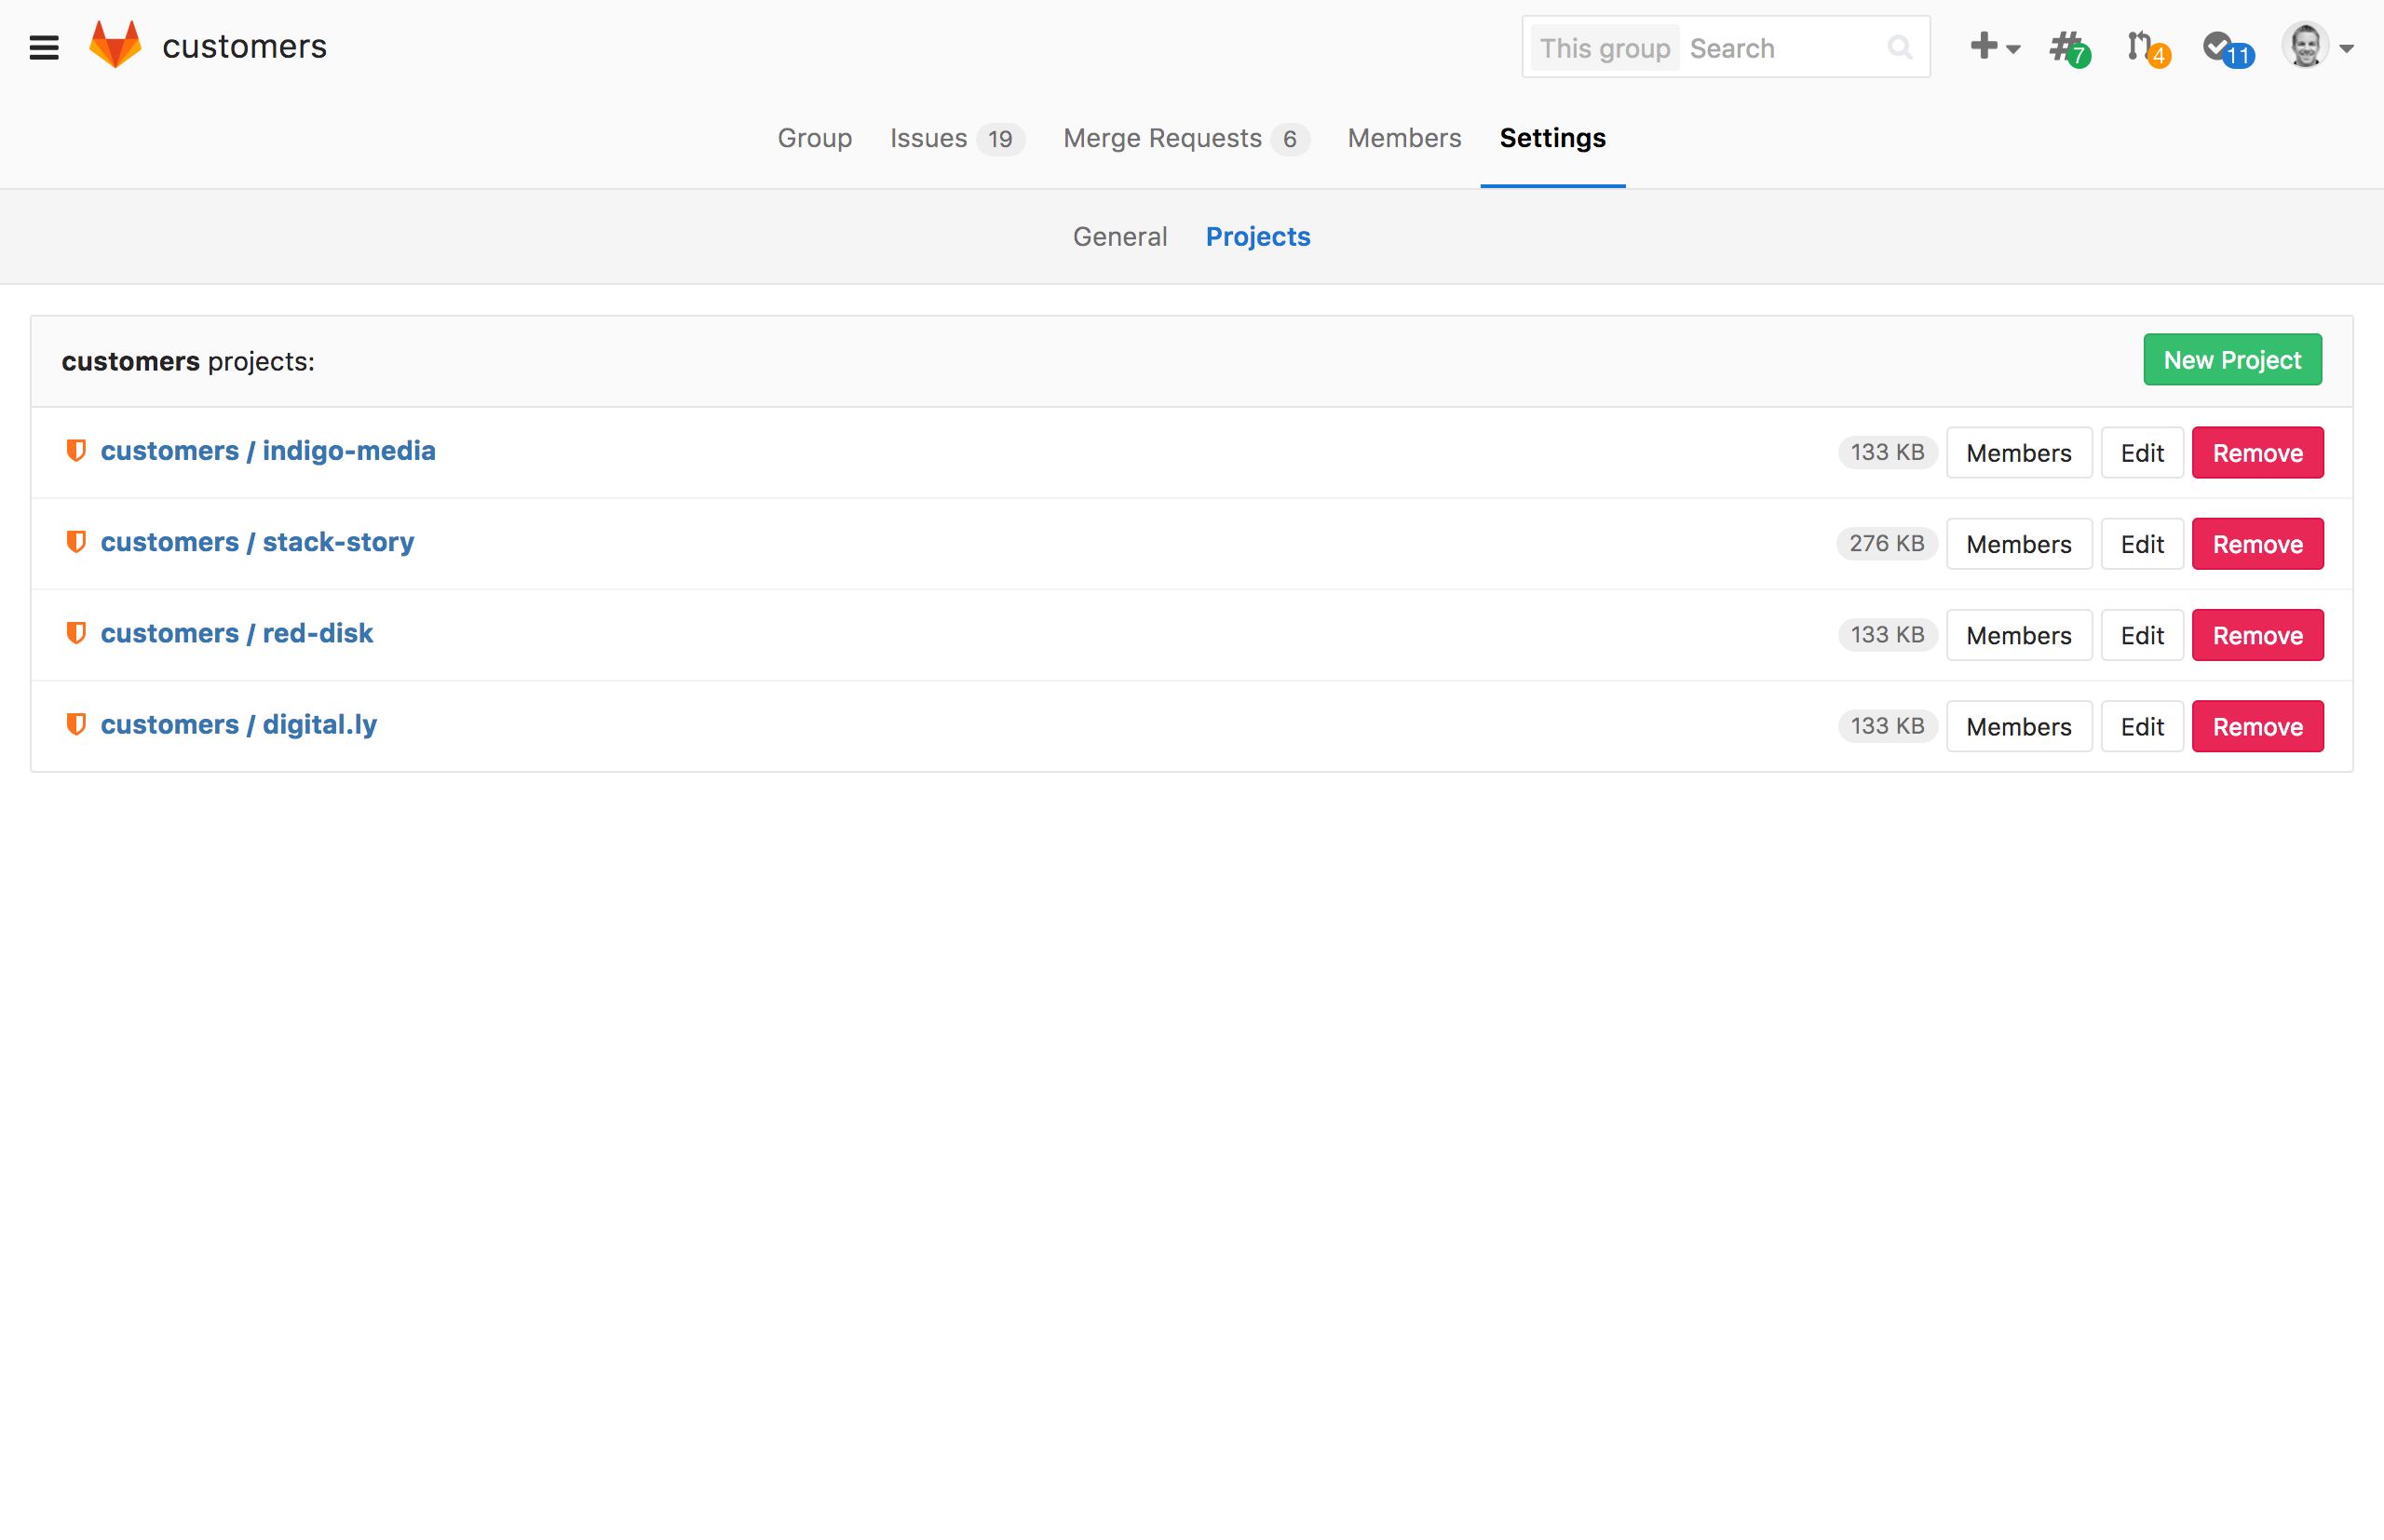 customers
This group Search
7
4
11
Group Issues 19 Merge Requests 6 Members Settings
General Projects
customers projects: New Project
customers / indigo-media 133 KB Members Edit Remove
customers / stack-story 276 KB Members Edit Remove
customers / red-disk 133 KB Members Edit Remove
customers / digital.ly 133 KB Members Edit Remove